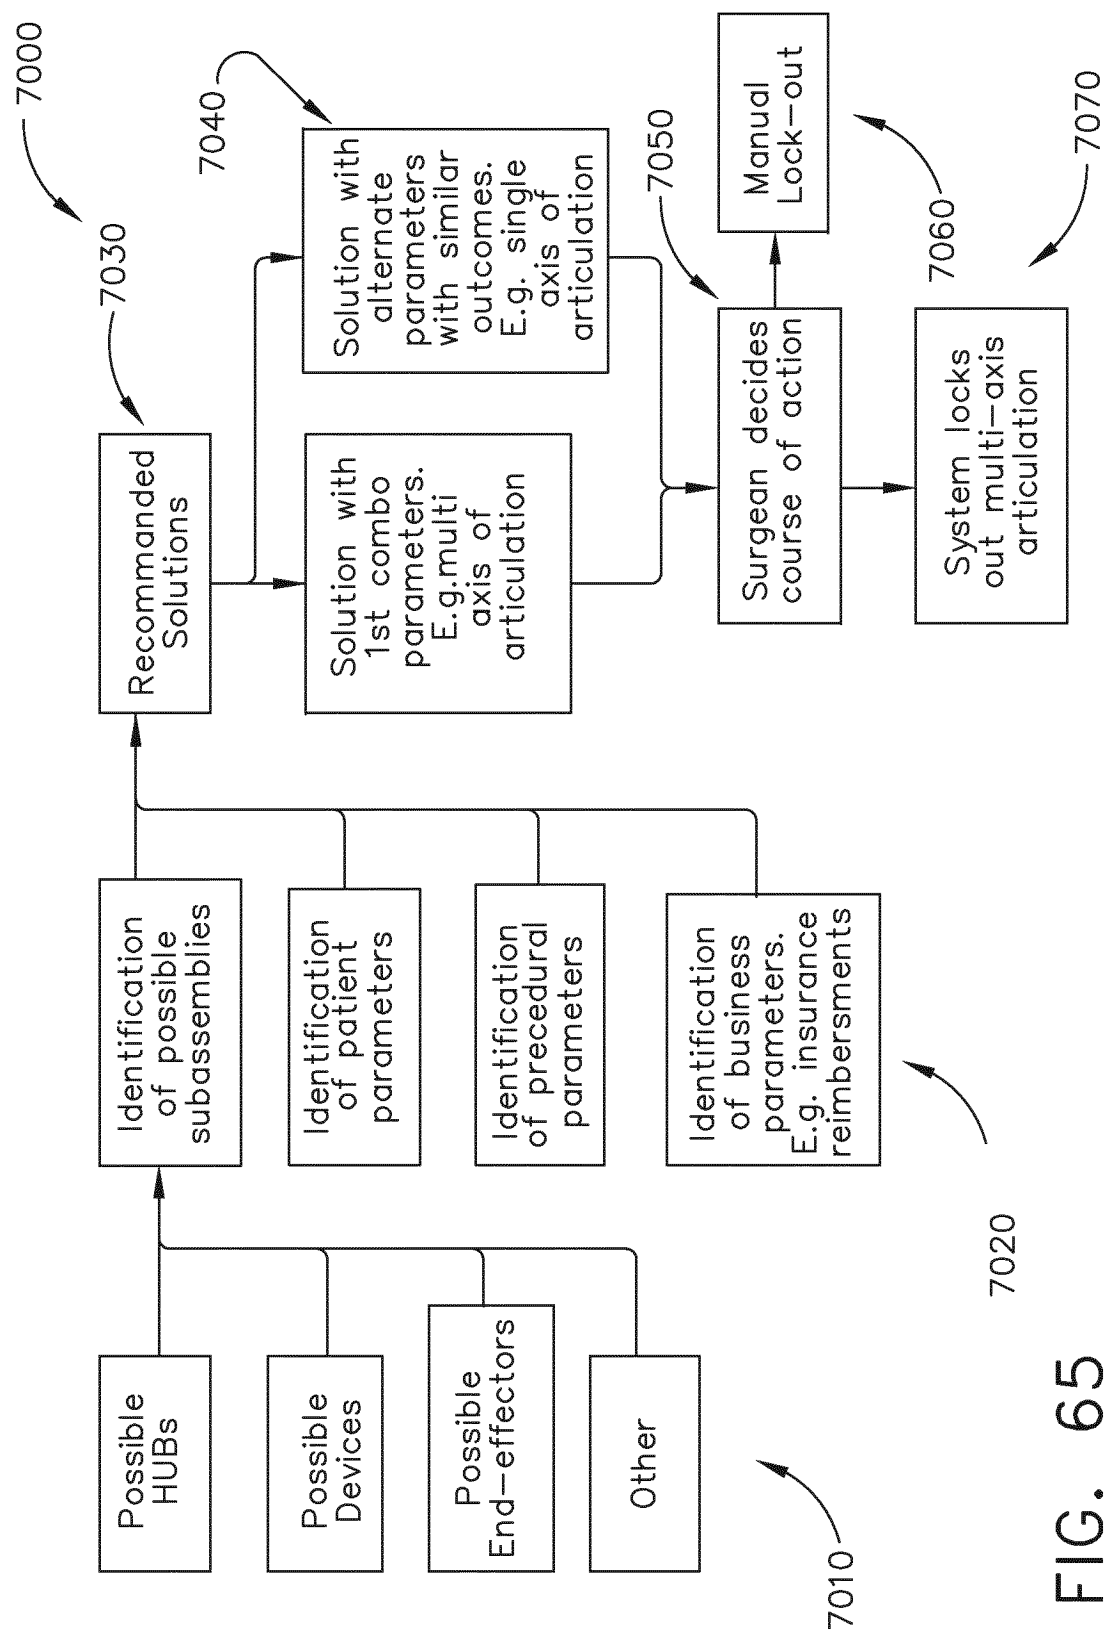 7000
7010
Possible
HUBs
Possible
Devices
Possible
End-effectors
Other
7020
Identification
of possible
subassemblies
Identification
of patient
parameters
Identification
of precedural
parameters
Identification
of business
parameters.
E.g. insurance
reimbersments
7030
Recommanded
Solutions
Solution with
1st combo
parameters.
E.g.multi
axis of
articulation
7040
Solution with
alternate
parameters
with similar
outcomes.
E.g. single
axis of
articulation
7050
Surgean decides
course of action
7060
Manual
Lock-out
7070
System locks
out multi-axis
articulation
FIG. 65